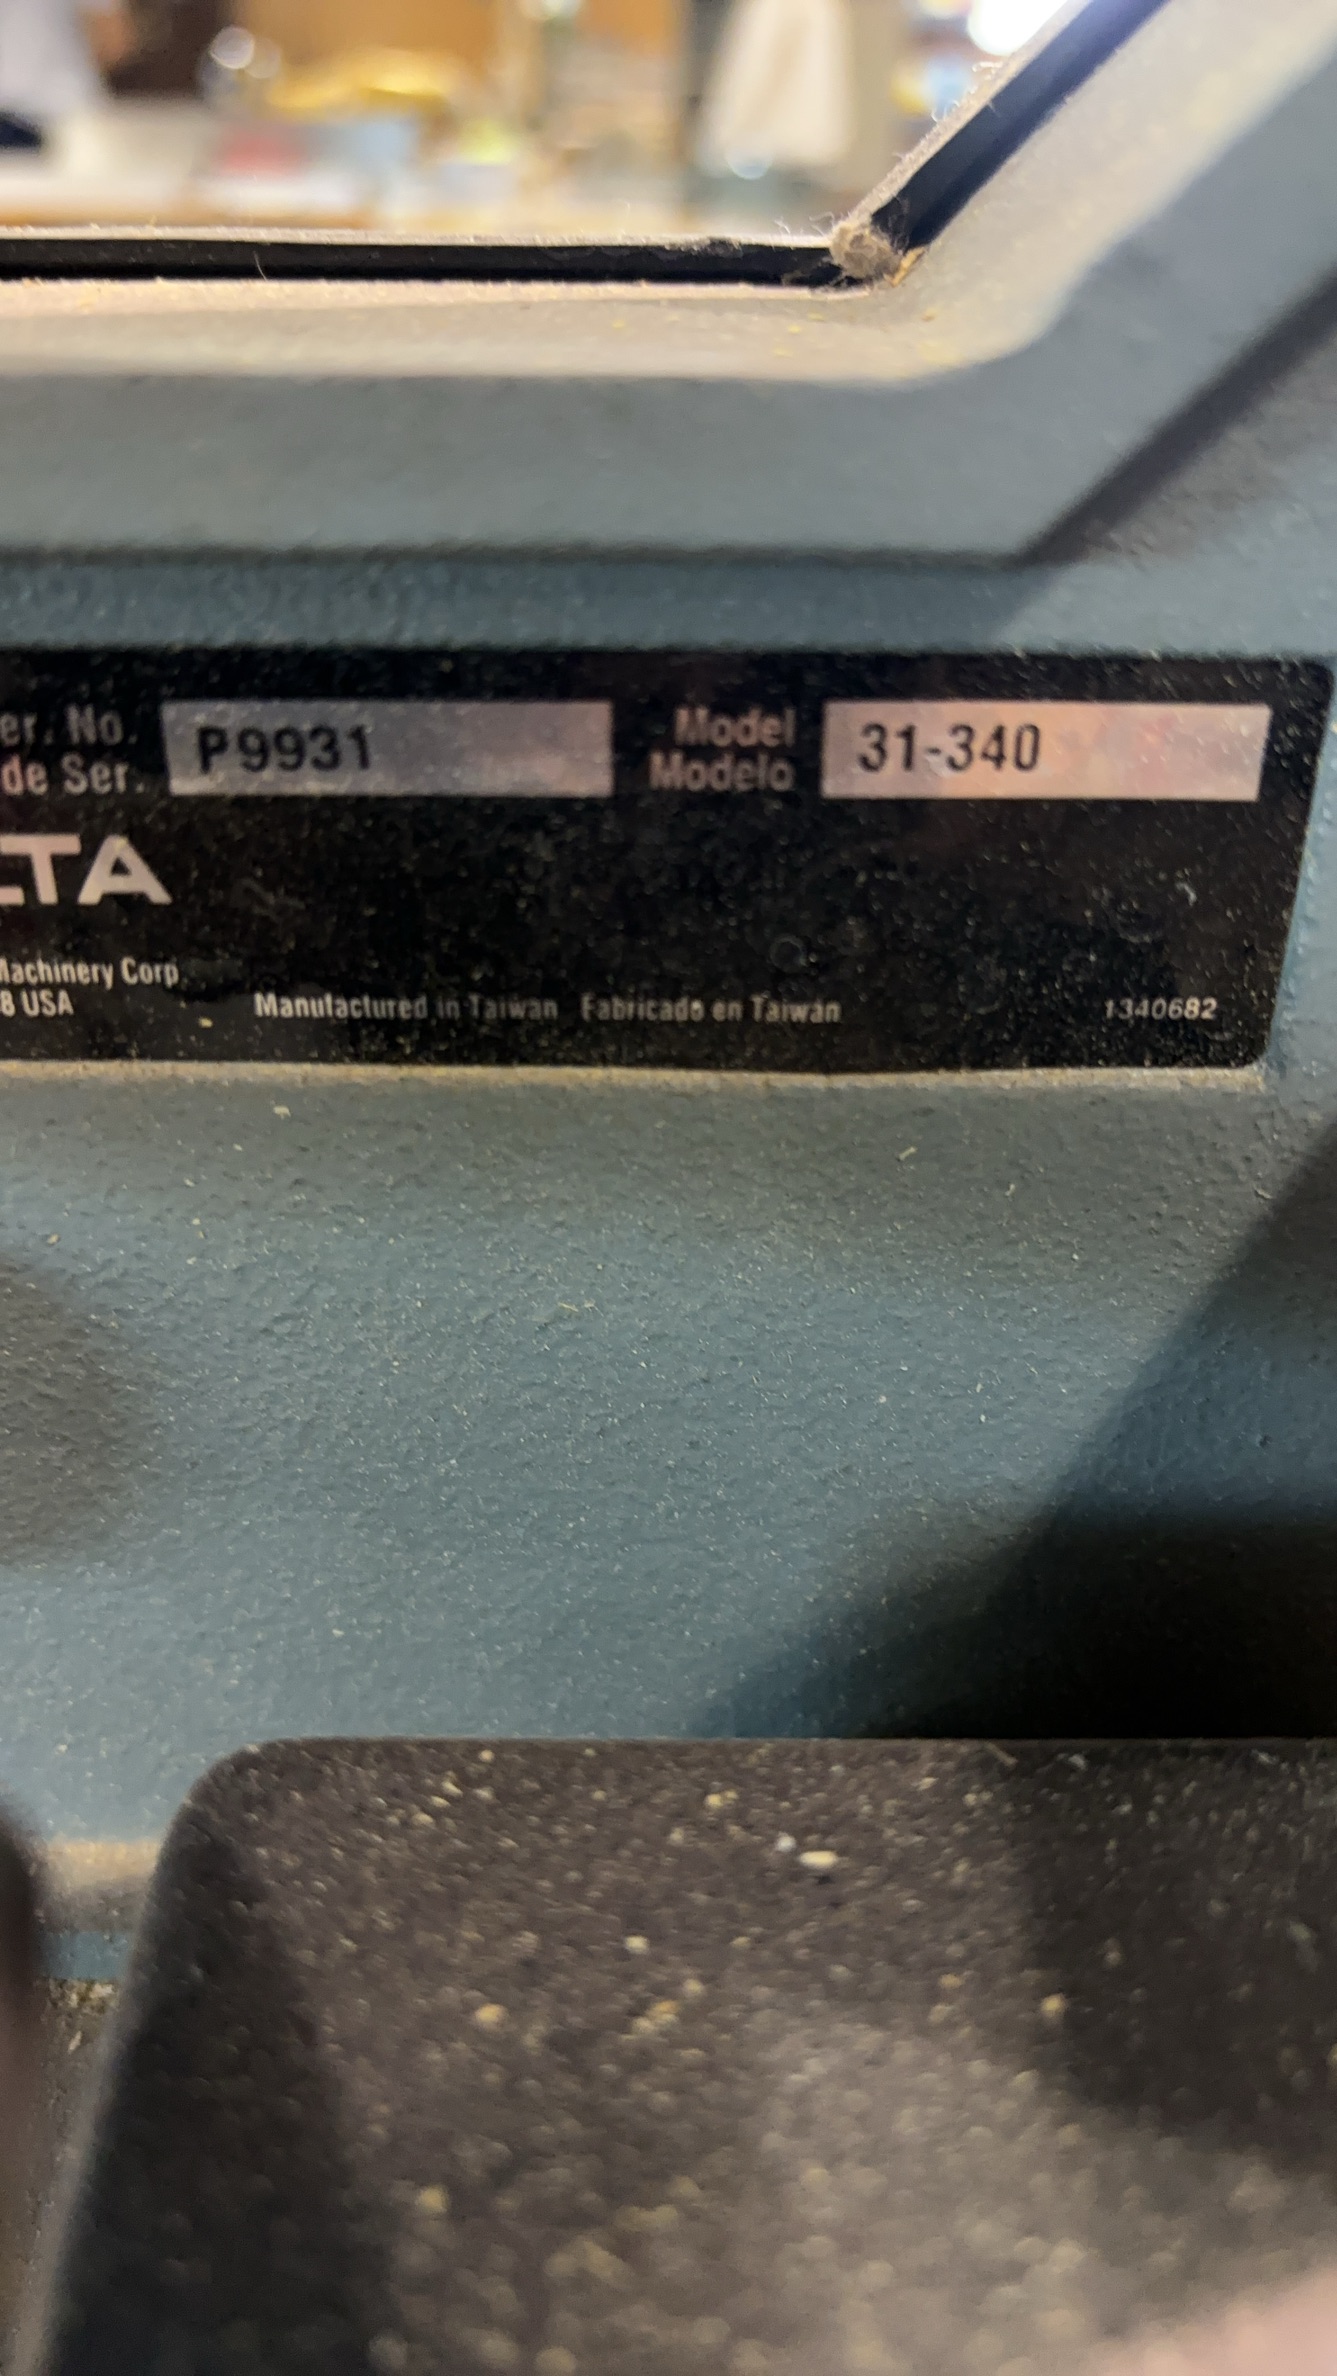 er. No. P9931 Model 31-340
de Ser. Modelo
LTA
Machinery Corp.
8 USA Manufactured in Taiwan Fabricado en Taiwan 1340682